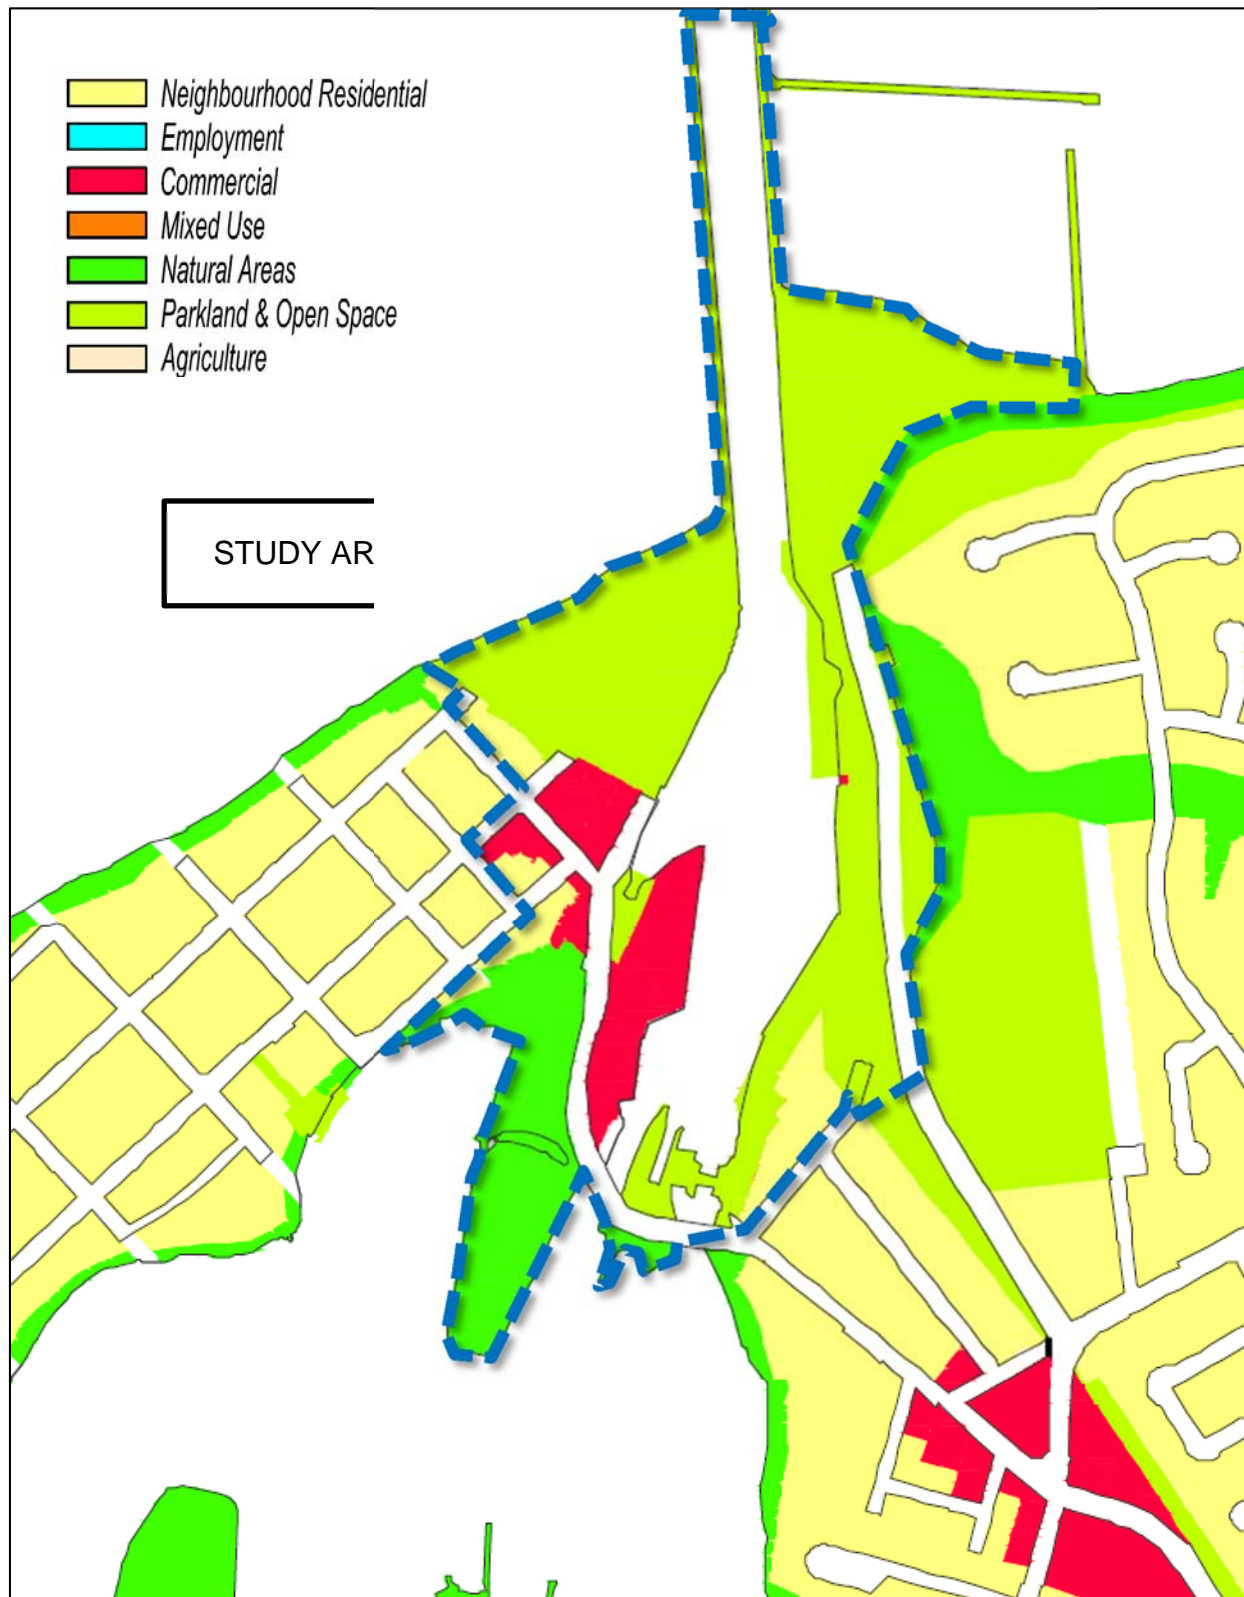 Neighbourhood Residential
Employment
Commercial
Mixed Use
Natural Areas
Parkland & Open Space
Agriculture
STUDY AR